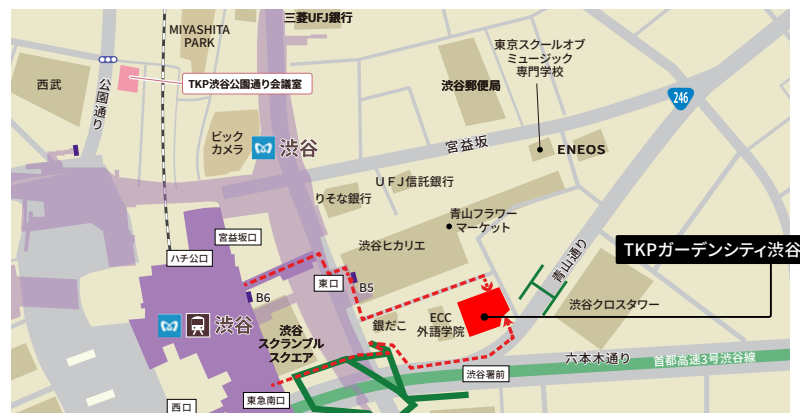 三菱UFJ銀行
MIYASHITA
PARK
東京スクールオブ
ミュージック
専門学校
西武
TKP渋谷公園通り会議室
渋谷郵便局
公園通り
246
ビック
カメラ
渋谷
宮益坂
ENEOS
UFJ信託銀行
りそな銀行
青山フラワー
マーケット
宮益坂口
渋谷ヒカリエ
青山通り
TKPガーデンシティ渋谷
ハチ公口
東口
B5
B6
渋谷クロスタワー
渋谷
渋谷
スクランブル
スクエア
銀だこ
ECC
外語学院
六本木通り
首都高速3号渋谷線
渋谷署前
東急南口
西口